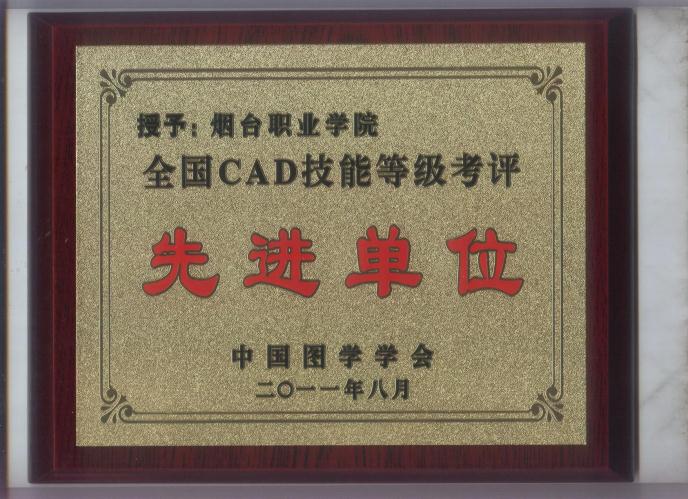 授予：烟台职业学院
全国CAD技能等级考评
先进单位
中国图学学会
二〇一一年八月